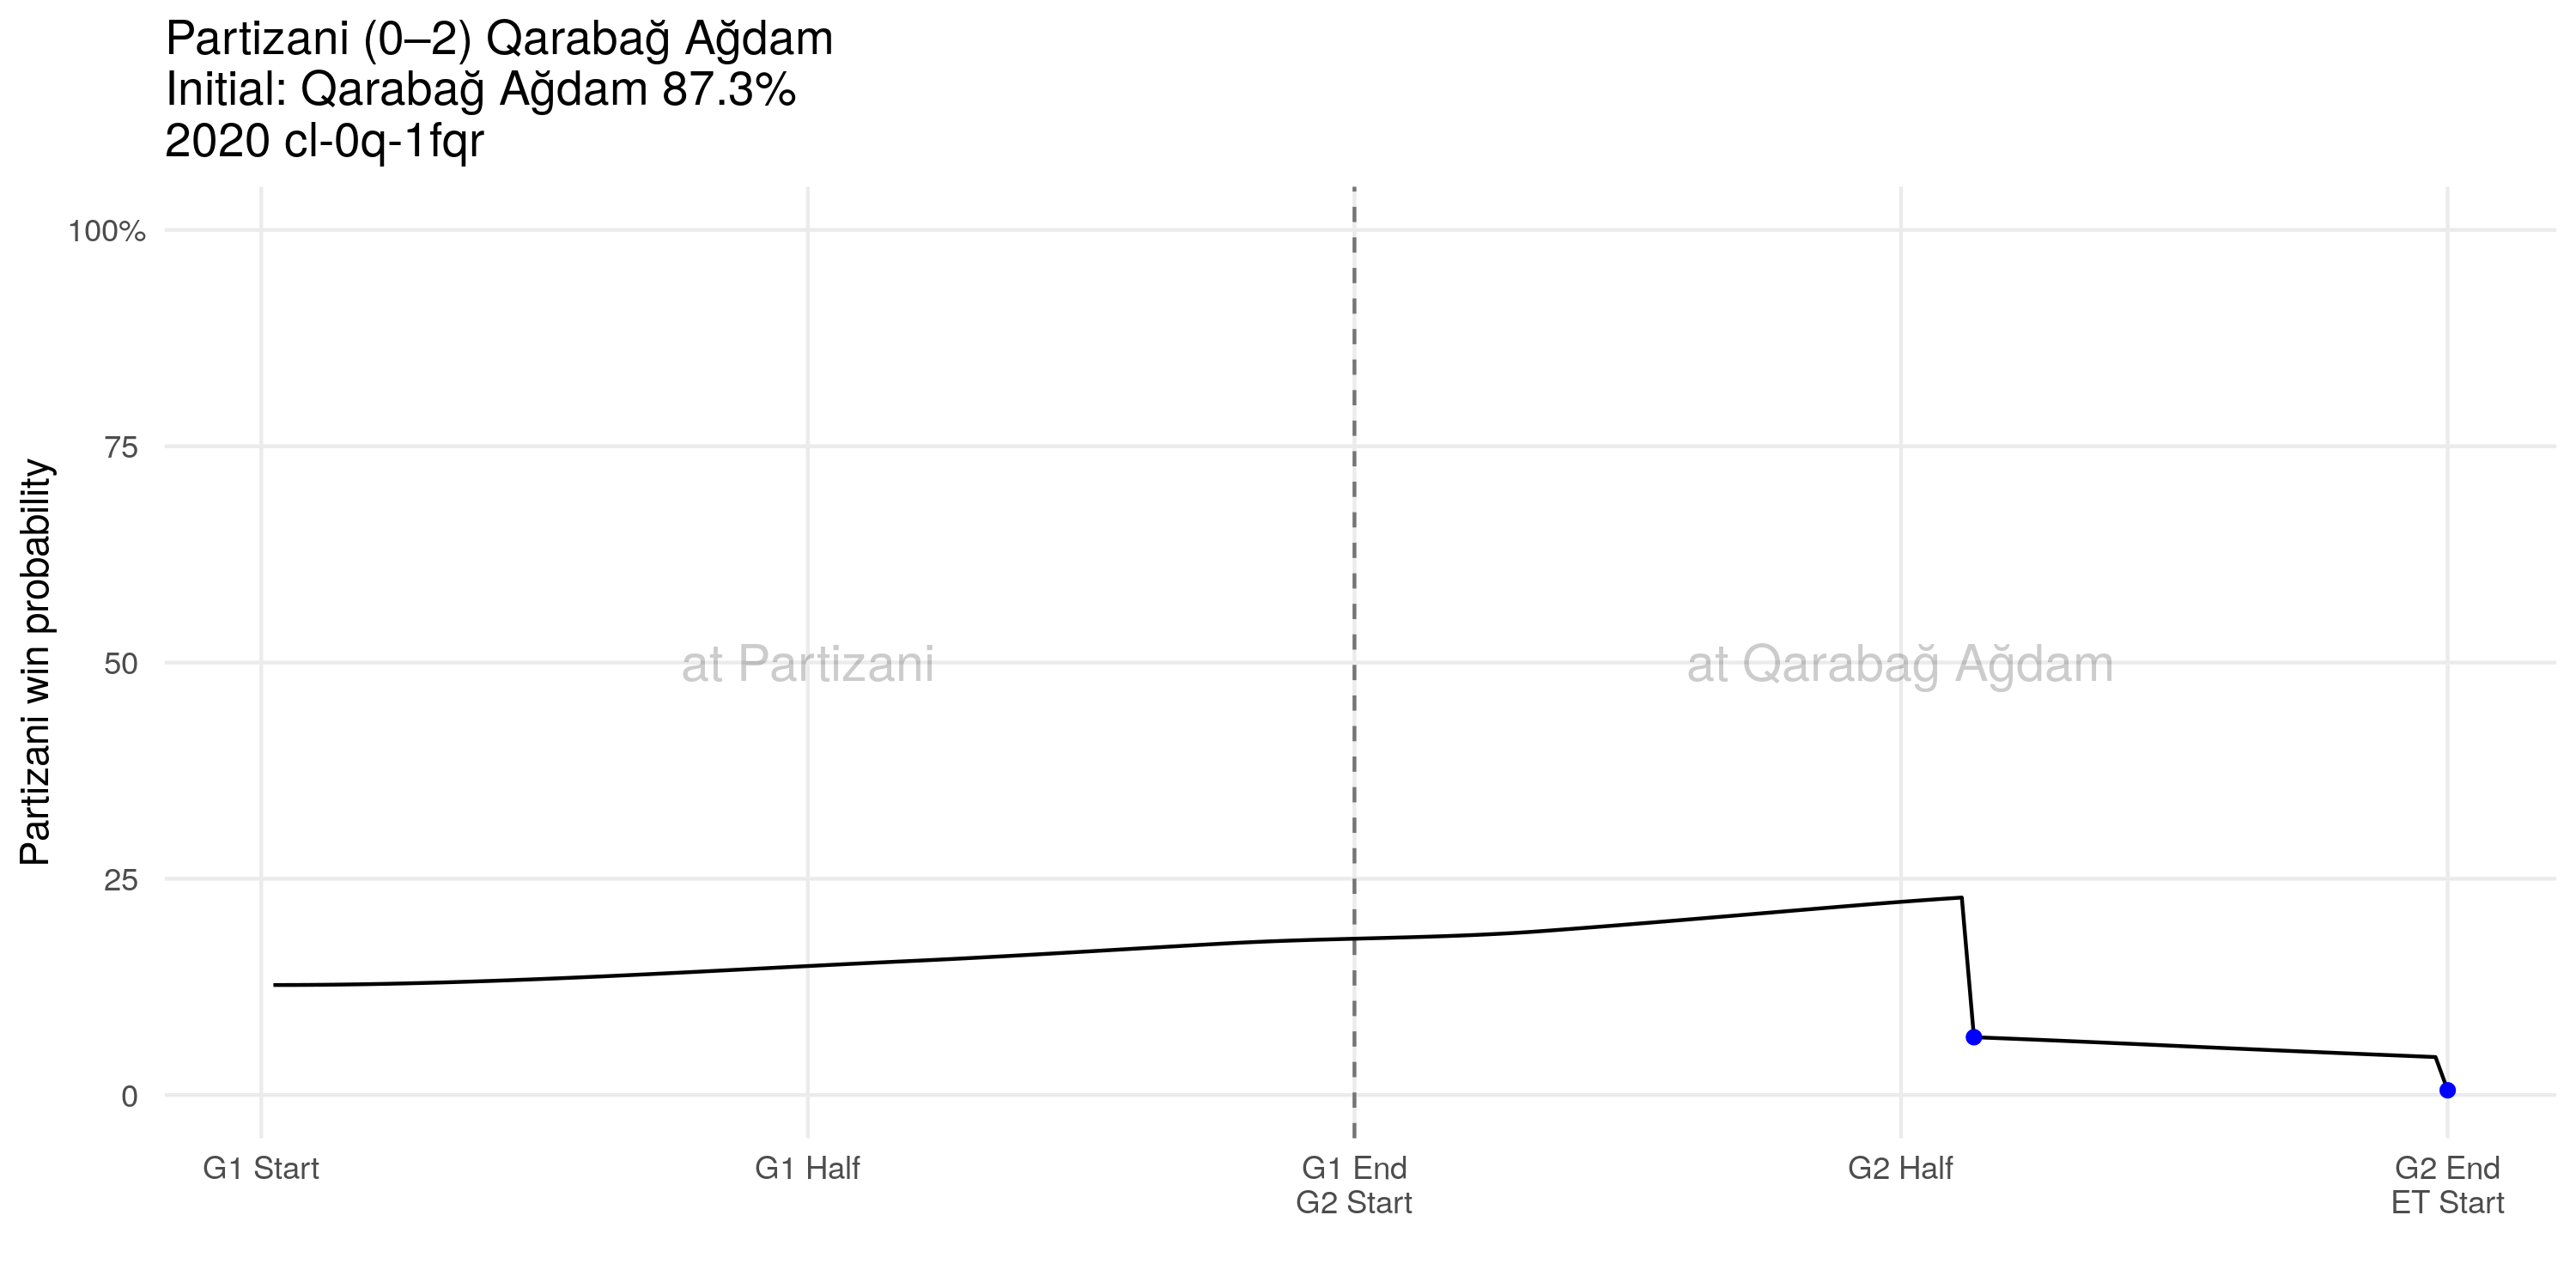 Partizani (0–2) Qarabağ Ağdam
Initial: Qarabağ Ağdam 87.3%
2020 cl-0q-1fqr
Partizani win probability
100%
75
50
25
0
at Partizani
at Qarabağ Ağdam
G1 Start
G1 Half
G1 End
G2 Start
G2 Half
G2 End
ET Start